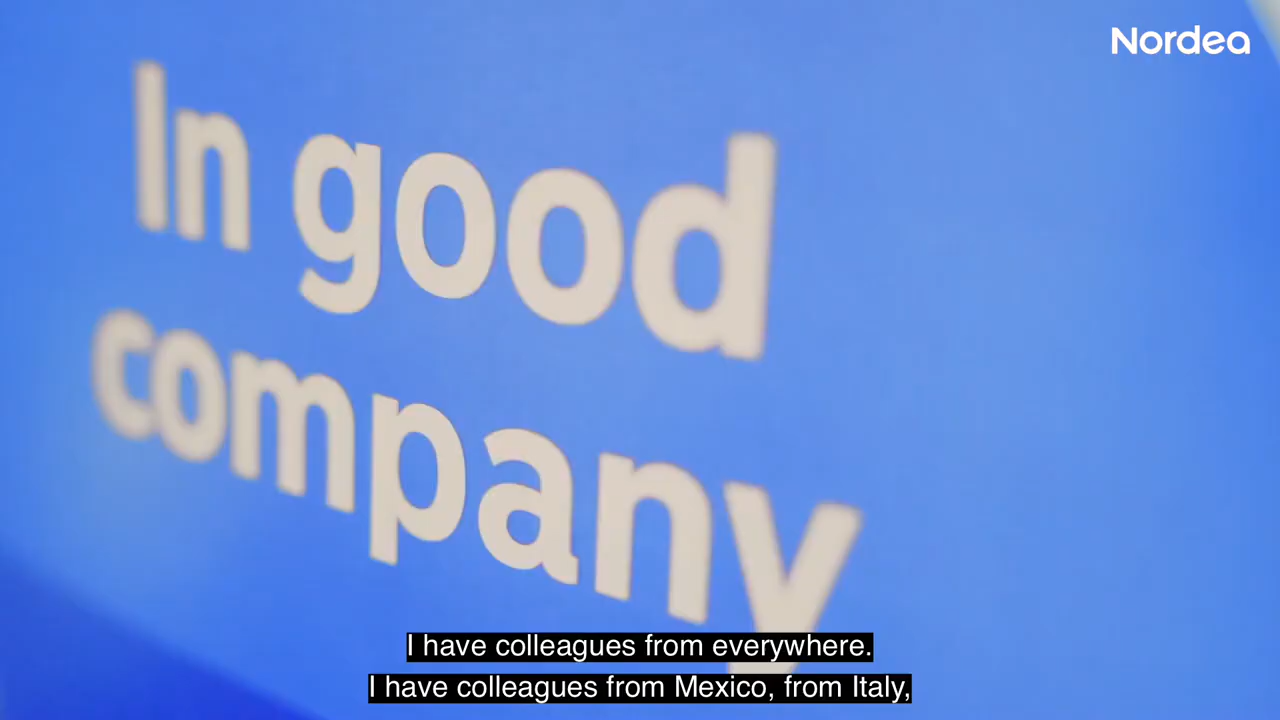 Nordea
In good
company
I have colleagues from everywhere.
I have colleagues from Mexico, from Italy,